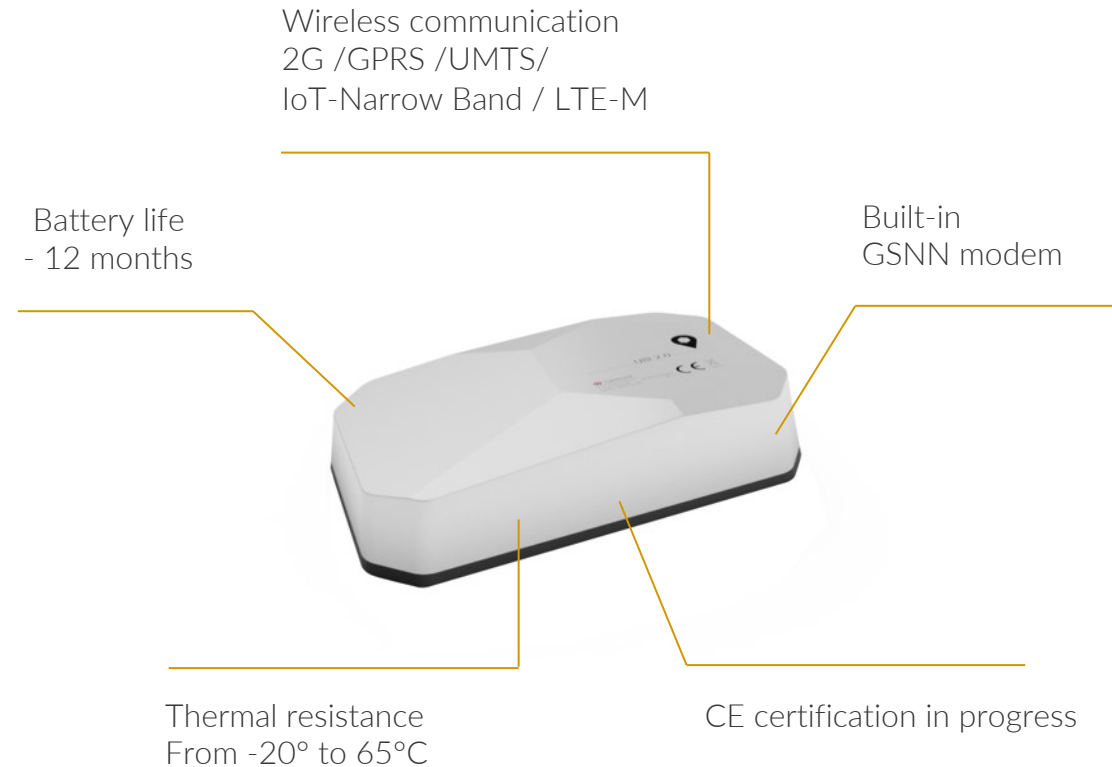 Wireless communication
2G /GPRS /UMTS/
IoT-Narrow Band / LTE-M
Battery life
- 12 months
Built-in
GSNN modem
CE
Thermal resistance
From -20° to 65°C
CE certification in progress